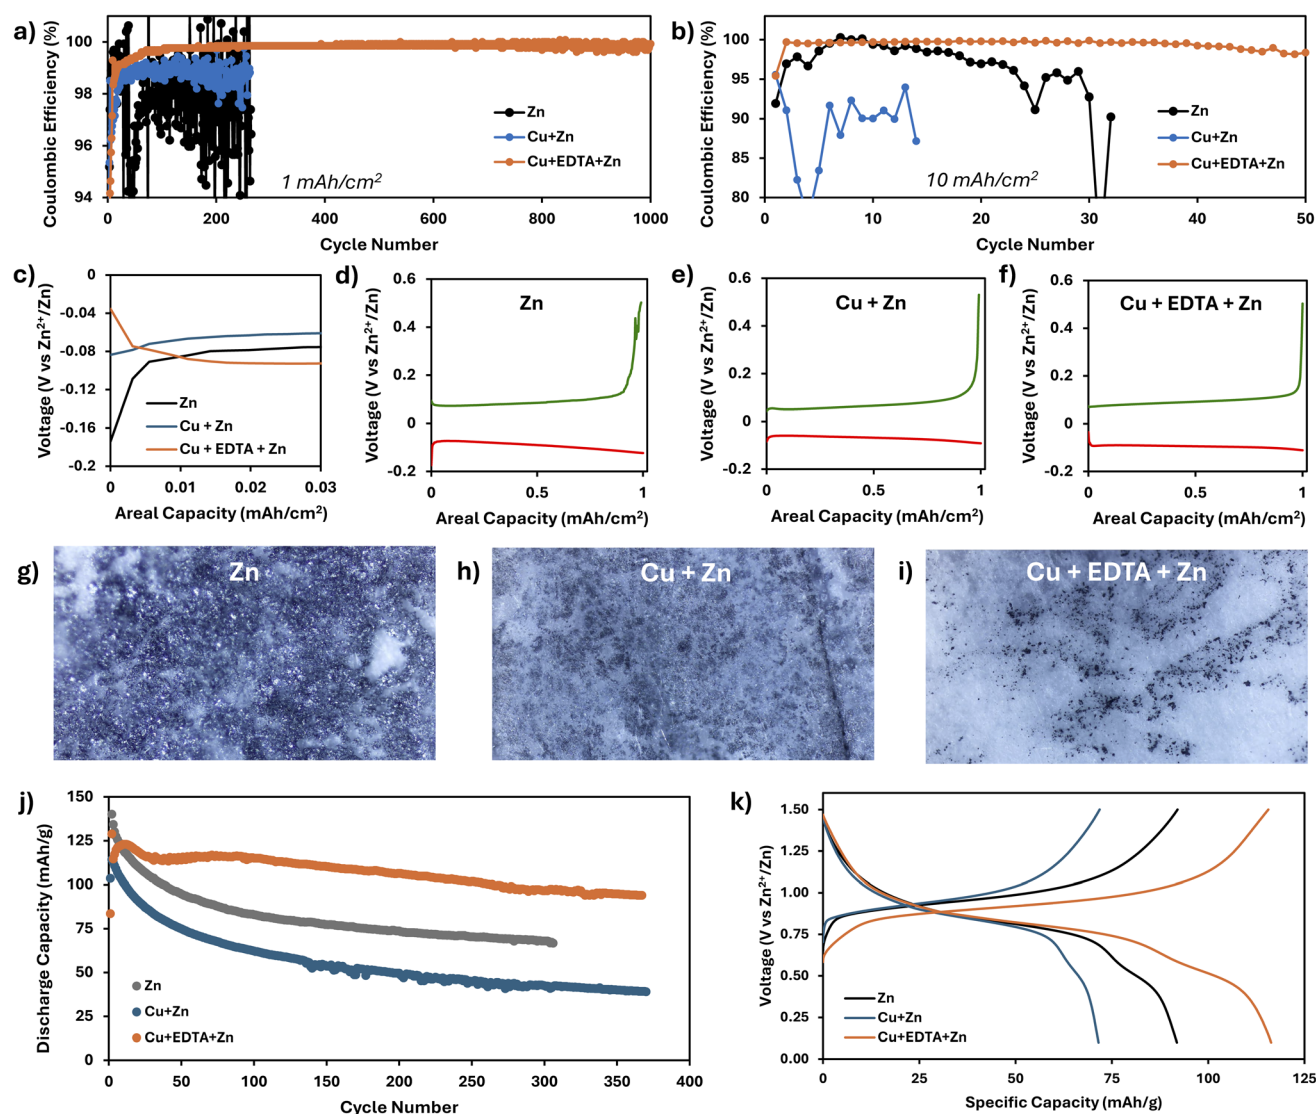 a)
Coulombic Efficiency (%)
100
98
96
94
0
200
400
600
800
1000
Cycle Number
1 mAh/cm²
Zn
Cu+Zn
Cu+EDTA+Zn
b)
Coulombic Efficiency (%)
100
95
90
85
80
0
10
20
30
40
50
Cycle Number
10 mAh/cm²
Zn
Cu+Zn
Cu+EDTA+Zn
c)
Voltage (V vs Zn²⁺/Zn)
0
-0.04
-0.08
-0.12
-0.16
-0.2
0
0.01
0.02
0.03
Areal Capacity (mAh/cm²)
Zn
Cu + Zn
Cu + EDTA + Zn
d)
Voltage (V vs Zn²⁺/Zn)
0.6
0.4
0.2
0
-0.2
0
0.5
1
Areal Capacity (mAh/cm²)
Zn
e)
Voltage (V vs Zn²⁺/Zn)
0.6
0.4
0.2
0
-0.2
0
0.5
1
Areal Capacity (mAh/cm²)
Cu + Zn
f)
Voltage (V vs Zn²⁺/Zn)
0.6
0.4
0.2
0
-0.2
0
0.5
1
Areal Capacity (mAh/cm²)
Cu + EDTA + Zn
g)
Zn
h)
Cu + Zn
i)
Cu + EDTA + Zn
j)
Discharge Capacity (mAh/g)
150
125
100
75
50
25
0
0
50
100
150
200
250
300
350
400
Cycle Number
Zn
Cu+Zn
Cu+EDTA+Zn
k)
Voltage (V vs Zn²⁺/Zn)
1.50
1.25
1.00
0.75
0.50
0.25
0.00
0
25
50
75
100
125
Specific Capacity (mAh/g)
Zn
Cu+Zn
Cu+EDTA+Zn